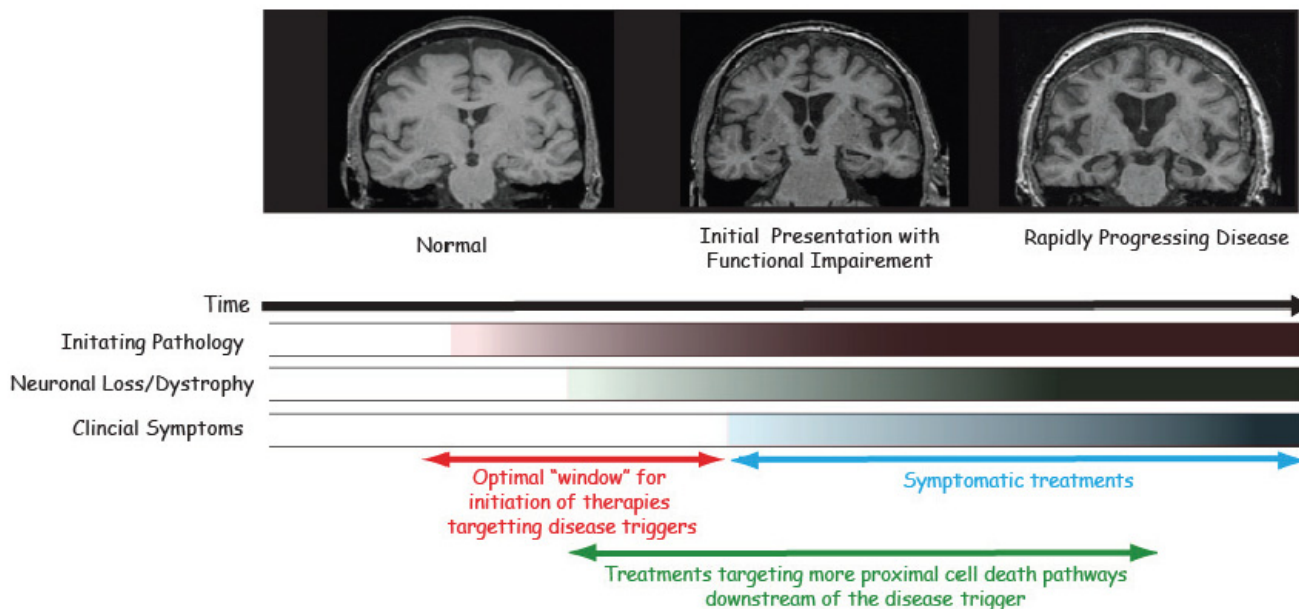 Normal
Initial Presentation with
Functional Impairement
Rapidly Progressing Disease
Time
Initating Pathology
Neuronal Loss/Dystrophy
Clincial Symptoms
Optimal "window" for
initiation of therapies
targetting disease triggers
Symptomatic treatments
Treatments targeting more proximal cell death pathways
downstream of the disease trigger